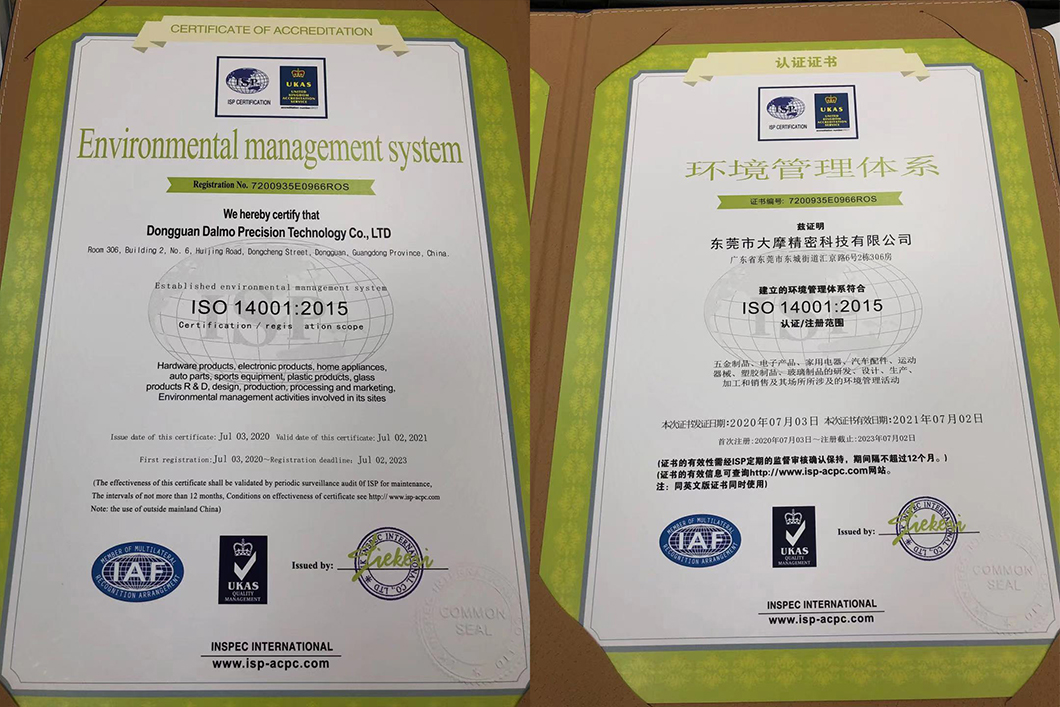 CERTIFICATE OF ACCREDITATION
ISP
ISP CERTIFICATION
UKAS
UNITED
KINGDOM
ACCREDITATION
SERVICE
Environmental management system
Registration No. 7200935E0966ROS
We hereby certify that
Dongguan Dalmo Precision Technology Co., LTD
Room 306, Building 2, No. 6, Huijing Road, Dongcheng Street, Dongguan, Guangdong Province, China.
Established environmental management system
ISO 14001:2015
Certification / regis ation scope
Hardware products, electronic products, home appliances,
auto parts, sports equipment, plastic products, glass
products R & D, design, production, processing and marketing,
Environmental management activities involved in its sites
Issue date of this certificate: Jul 03, 2020 Valid date of this certificate: Jul 02, 2021
First registration: Jul 03, 2020~Registration deadline: Jul 02, 2023
(The effectiveness of this certificate shall be validated by periodic surveillance audit 0f ISP for maintenance,
The intervals of not more than 12 months, Conditions on effectiveness of certificate see http:// www.isp-acpc.com
Note: the use of outside mainland China)
MEMBER OF MULTILATERAL
IAF
RECOGNITION ARRANGEMENT
UKAS
QUALITY
MANAGEMENT
Issued by:
COMMON
SEAL
INSPEC INTERNATIONAL
www.isp-acpc.com
认证证书
ISP
ISP CERTIFICATION
UKAS
UNITED
KINGDOM
ACCREDITATION
SERVICE
环境管理体系
证书编号: 7200935E0966ROS
兹证明
东莞市大摩精密科技有限公司
广东省东莞市东城街道汇京路6号2栋306房
建立的环境管理体系符合
ISO 14001:2015
认证/注册范围
五金制品、电子产品、家用电器、汽车配件、运动
器械、塑胶制品、玻璃制品的研发、设计、生产、
加工和销售及其场所所涉及的环境管理活动
本次证书发证日期:2020年07月03日 本次证书有效日期:2021年07月02日
首次注册:2020年07月03日~注册截止:2023年07月02日
(证书的有效性需经ISP定期的监督审核确认保持，期间隔不超过12个月。)
(证书的有效信息可查询http://www.isp-acpc.com网站。
注：同英文版证书同时使用)
MEMBER OF MULTILATERAL
IAF
RECOGNITION ARRANGEMENT
UKAS
QUALITY
MANAGEMENT
Issued by:
COMMON
SEAL
INSPEC INTERNATIONAL
www.isp-acpc.com